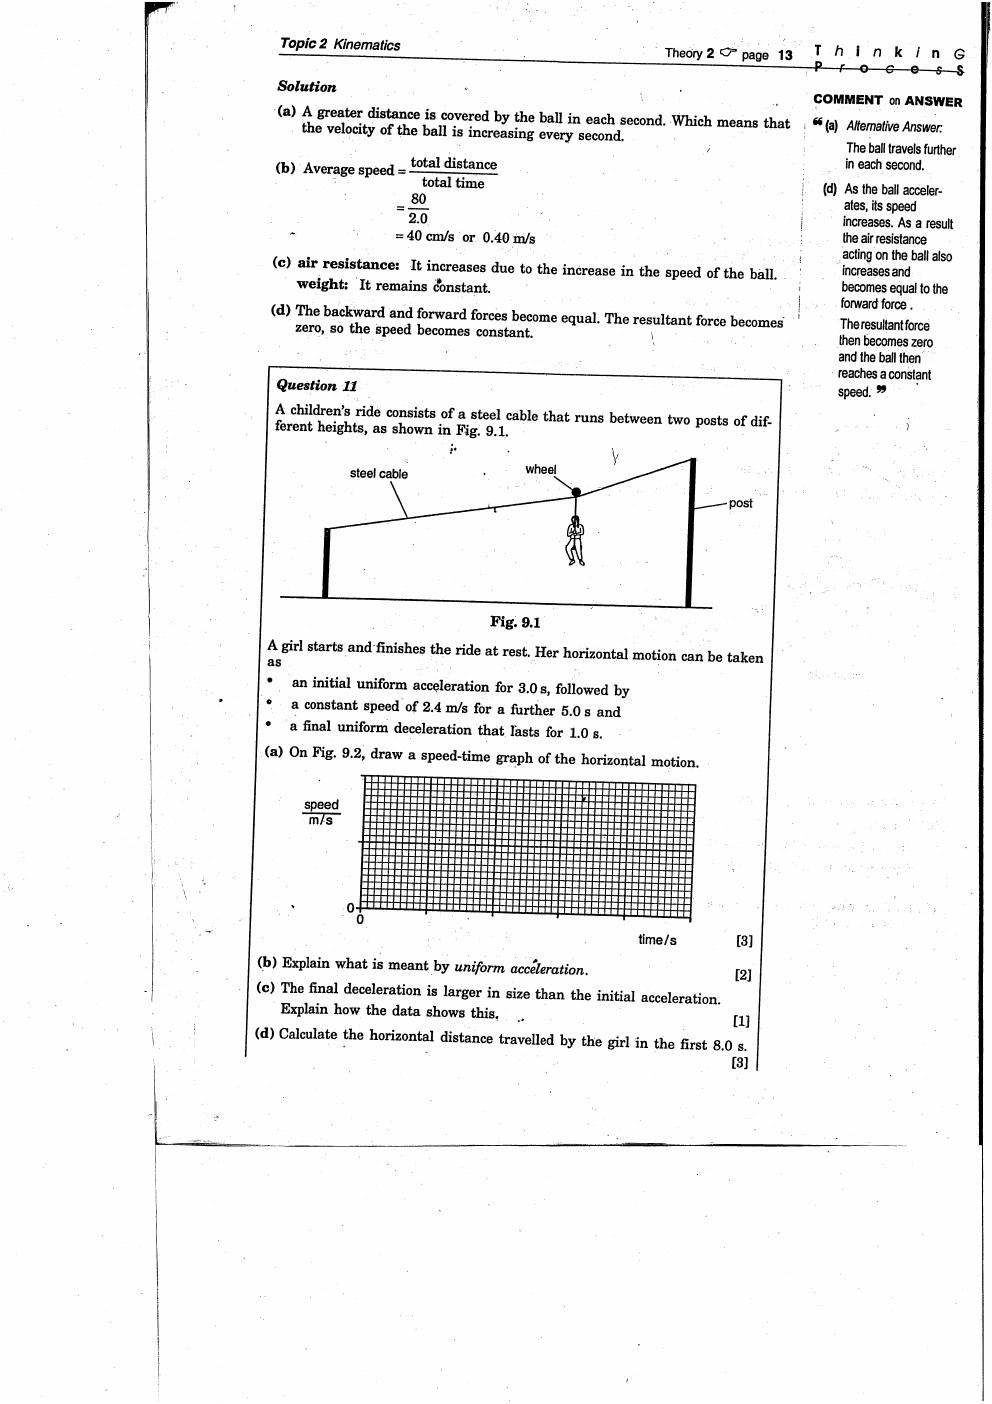 Topic 2 Kinematics
Theory 2 ☞ page 13
T h i n k i n G
P r o c e s S
Solution
(a) A greater distance is covered by the ball in each second. Which means that
the velocity of the ball is increasing every second.
(b) Average speed = total distance
total time
= 80
2.0
= 40 cm/s or 0.40 m/s
(c) air resistance: It increases due to the increase in the speed of the ball.
weight: It remains constant.
(d) The backward and forward forces become equal. The resultant force becomes
zero, so the speed becomes constant.
COMMENT on ANSWER
“ (a) Alternative Answer:
The ball travels further
in each second.
(d) As the ball acceler-
ates, its speed
increases. As a result
the air resistance
acting on the ball also
increases and
becomes equal to the
forward force .
The resultant force
then becomes zero
and the ball then
reaches a constant
speed. ”
Question 11
A children's ride consists of a steel cable that runs between two posts of dif-
ferent heights, as shown in Fig. 9.1.
steel cable
wheel
post
Fig. 9.1
A girl starts and finishes the ride at rest. Her horizontal motion can be taken
as
• an initial uniform acceleration for 3.0 s, followed by
• a constant speed of 2.4 m/s for a further 5.0 s and
• a final uniform deceleration that lasts for 1.0 s.
(a) On Fig. 9.2, draw a speed-time graph of the horizontal motion.
speed
m/s
0
0
time/s
[3]
(b) Explain what is meant by uniform acceleration.
[2]
(c) The final deceleration is larger in size than the initial acceleration.
Explain how the data shows this.
[1]
(d) Calculate the horizontal distance travelled by the girl in the first 8.0 s.
[3]